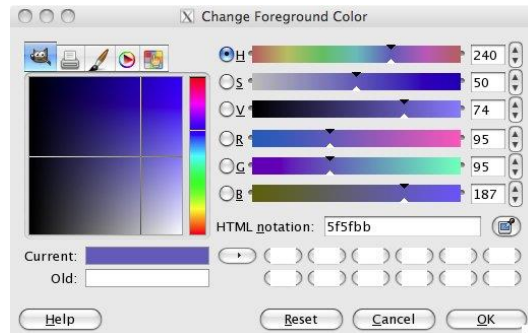 X Change Foreground Color
H 240
S 50
V 74
R 95
G 95
B 187
HTML notation: 5f5fbb
Current:
Old:
Help Reset Cancel OK